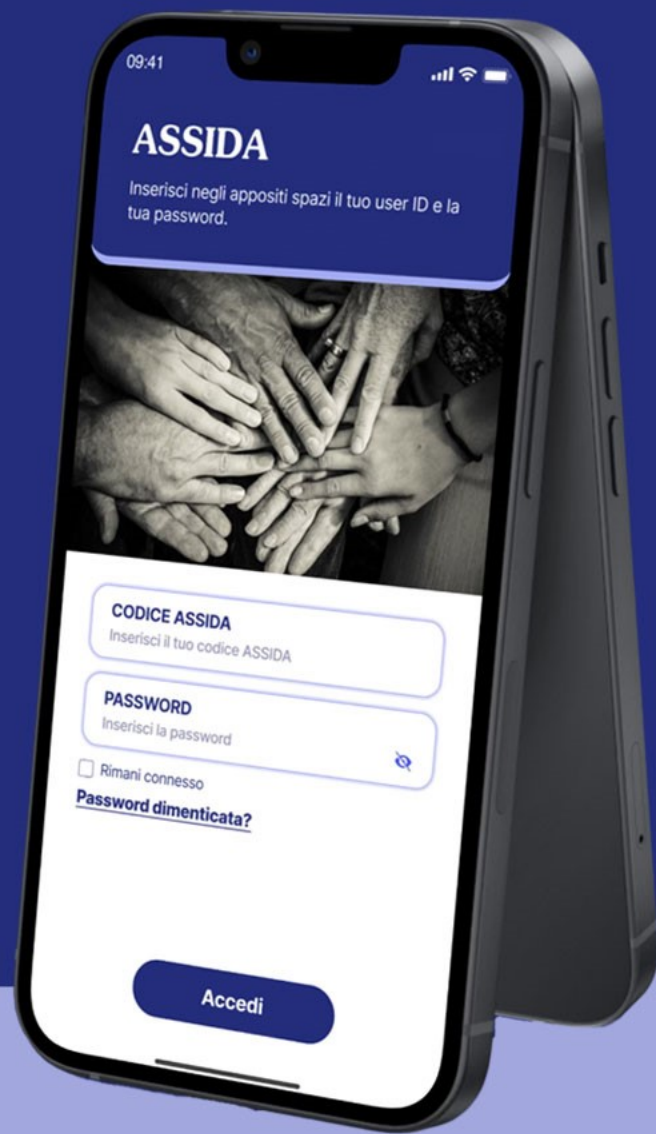 09:41
ASSIDA
Inserisci negli appositi spazi il tuo user ID e la
tua password.
CODICE ASSIDA
Inserisci il tuo codice ASSIDA
PASSWORD
Inserisci la password
Rimani connesso
Password dimenticata?
Accedi